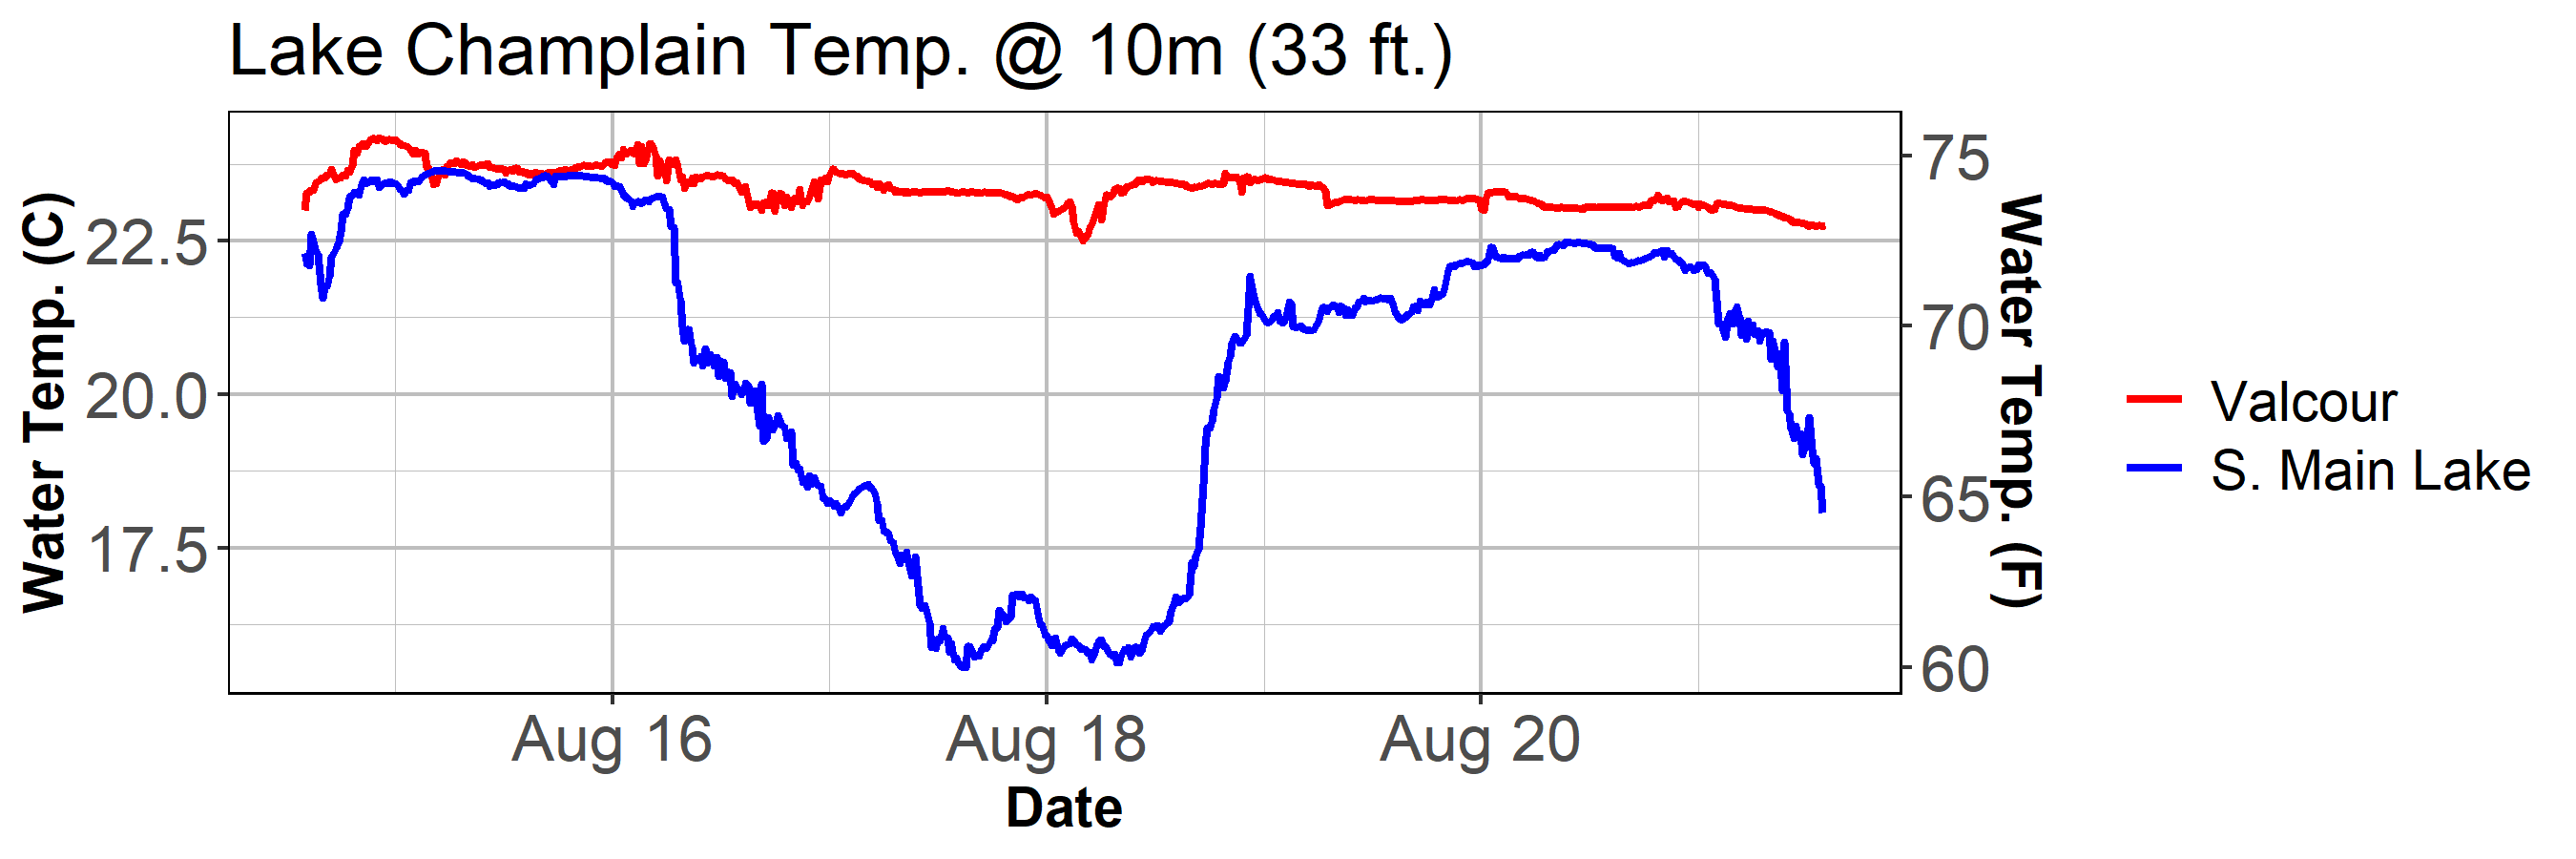 Lake Champlain Temp. @ 10m (33 ft.)
Water Temp. (C)
22.5
20.0
17.5
75
70
65
60
Water Temp. (F)
Aug 16
Aug 18
Aug 20
Date
Valcour
S. Main Lake